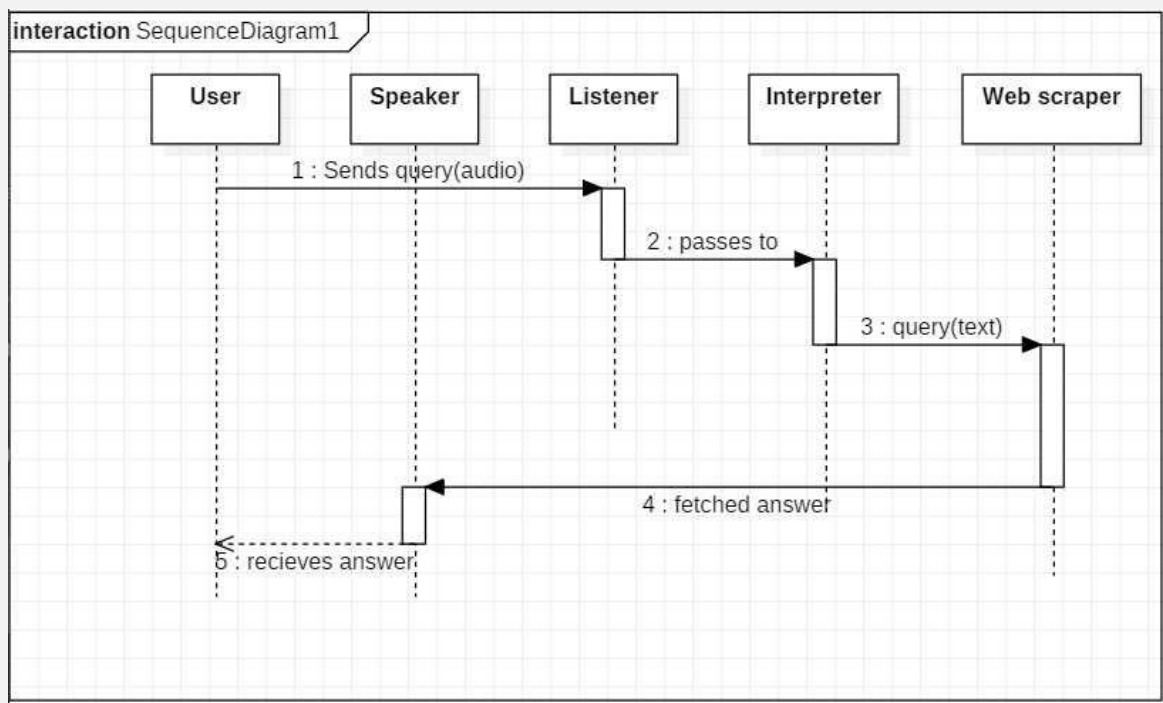 interaction SequenceDiagram1
User
Speaker
Listener
Interpreter
Web scraper
1 : Sends query(audio)
2 : passes to
3 : query(text)
4 : fetched answer
5 : recieves answer